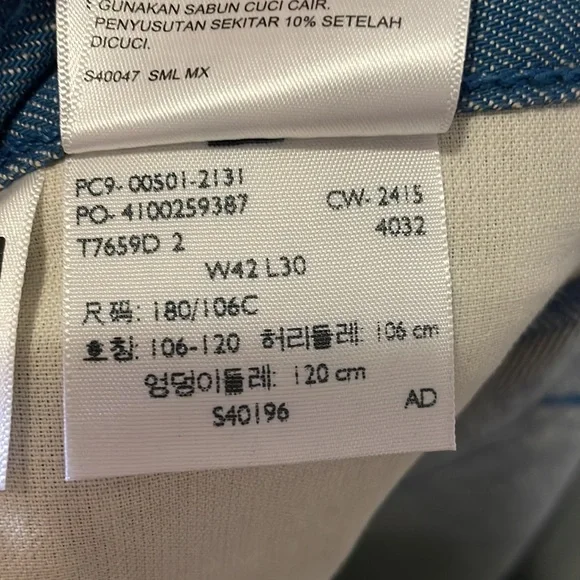 GUNAKAN SABUN CUCI CAIR.
PENYUSUTAN SEKITAR 10% SETELAH
DICUCI.
S40047 SML MX
PC9-00501-2131
PO-4100259387 CW-2415
T7659D 2 4032
W42 L30
尺码: 180/106C
호칭: 106-120 허리둘레: 106 cm
엉덩이둘레: 120 cm
S40196 AD